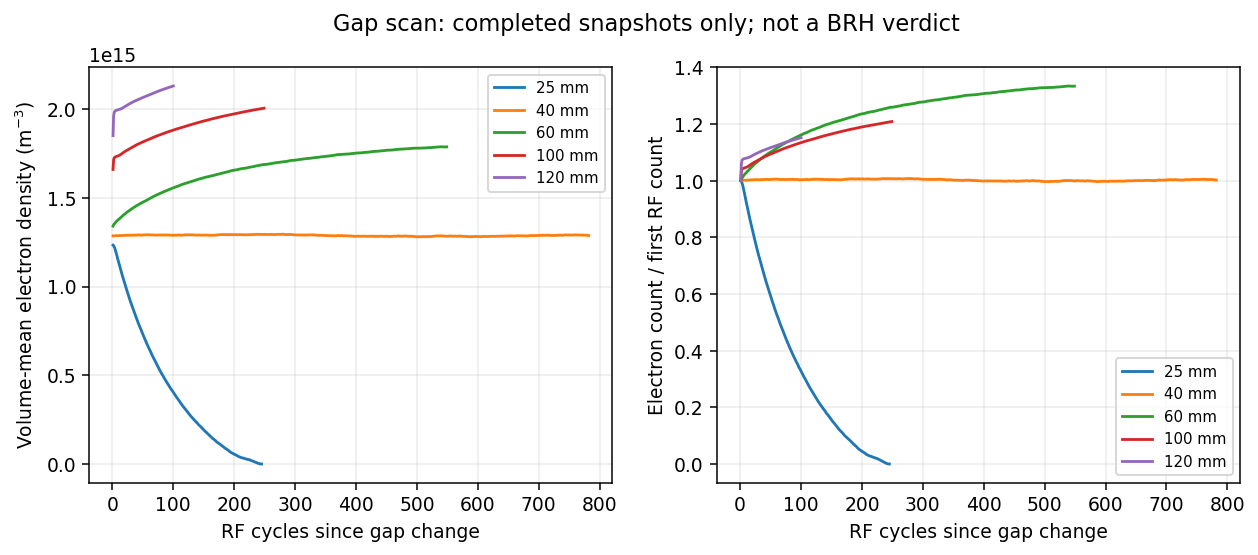 Gap scan: completed snapshots only; not a BRH verdict
1e15
Volume-mean electron density (m⁻³)
2.0
1.5
1.0
0.5
0.0
0 100 200 300 400 500 600 700 800
RF cycles since gap change
25 mm
40 mm
60 mm
100 mm
120 mm
Electron count / first RF count
1.4
1.2
1.0
0.8
0.6
0.4
0.2
0.0
0 100 200 300 400 500 600 700 800
RF cycles since gap change
25 mm
40 mm
60 mm
100 mm
120 mm